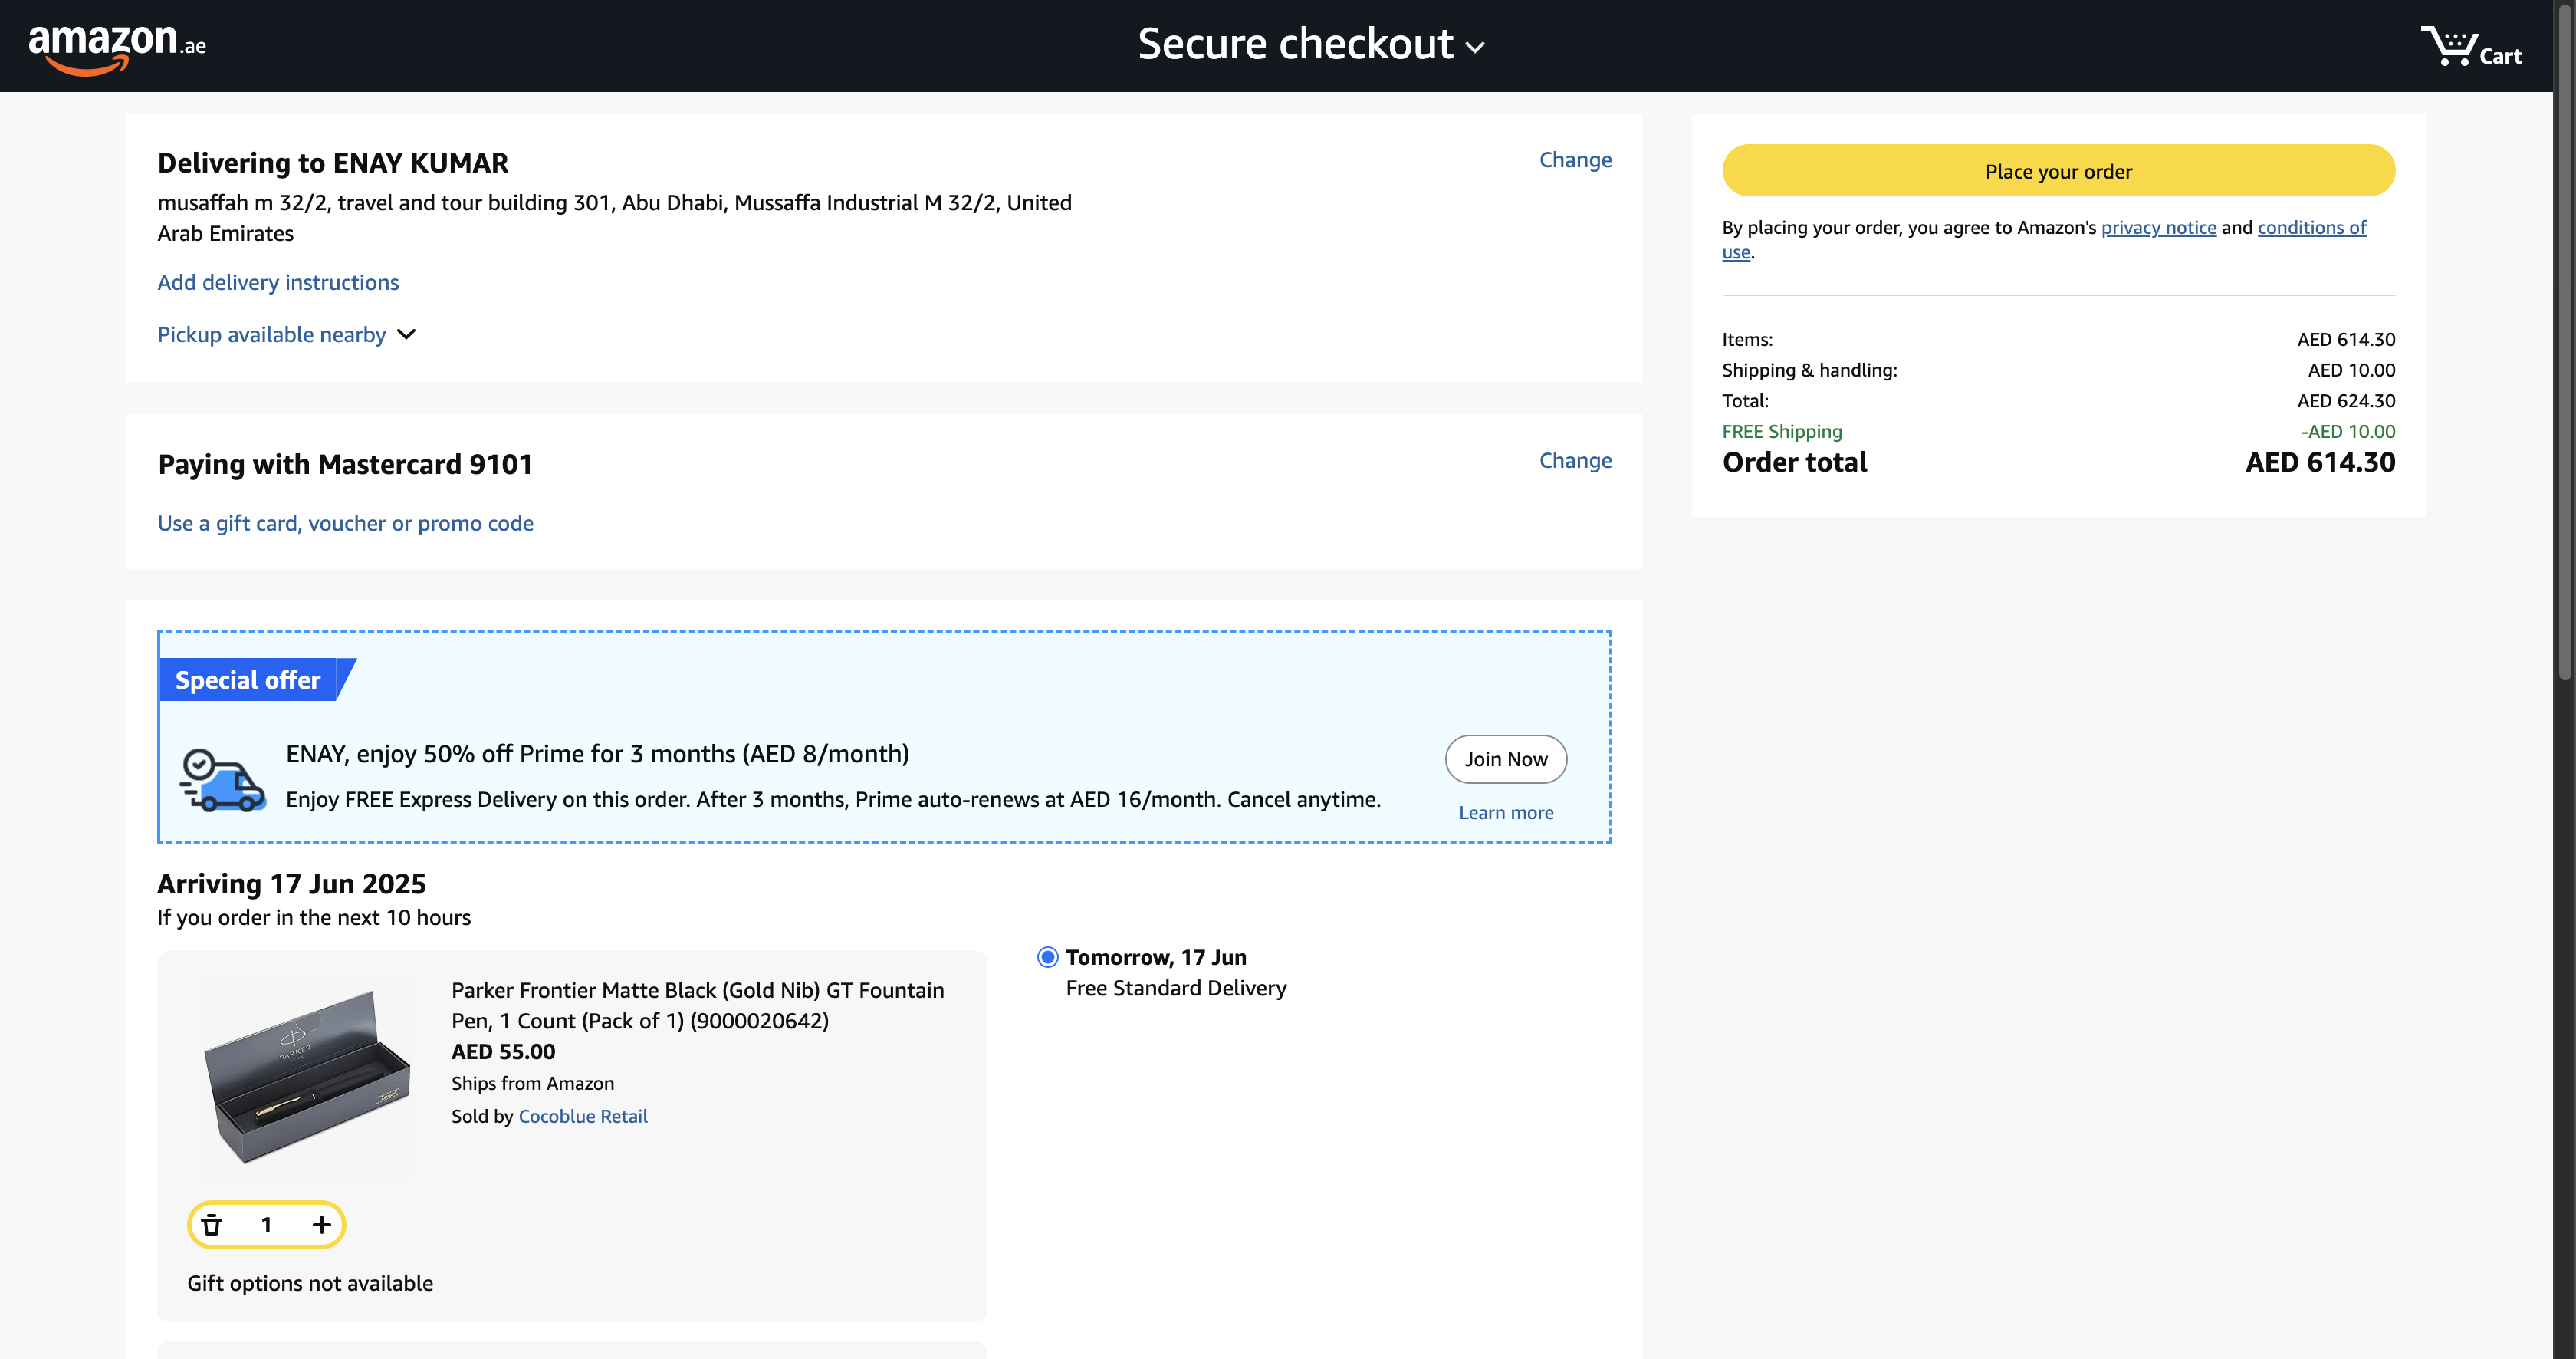 amazon.ae
Secure checkout
Cart
Delivering to ENAY KUMAR
Change
musaffah m 32/2, travel and tour building 301, Abu Dhabi, Mussaffa Industrial M 32/2, United
Arab Emirates
Add delivery instructions
Pickup available nearby
Paying with Mastercard 9101
Change
Use a gift card, voucher or promo code
Special offer
ENAY, enjoy 50% off Prime for 3 months (AED 8/month)
Enjoy FREE Express Delivery on this order. After 3 months, Prime auto-renews at AED 16/month. Cancel anytime.
Join Now
Learn more
Arriving 17 Jun 2025
If you order in the next 10 hours
PARKER
Parker Frontier Matte Black (Gold Nib) GT Fountain
Pen, 1 Count (Pack of 1) (9000020642)
AED 55.00
Ships from Amazon
Sold by Cocoblue Retail
1
Gift options not available
Tomorrow, 17 Jun
Free Standard Delivery
Place your order
By placing your order, you agree to Amazon's privacy notice and conditions of
use.
Items: AED 614.30
Shipping & handling: AED 10.00
Total: AED 624.30
FREE Shipping -AED 10.00
Order total AED 614.30